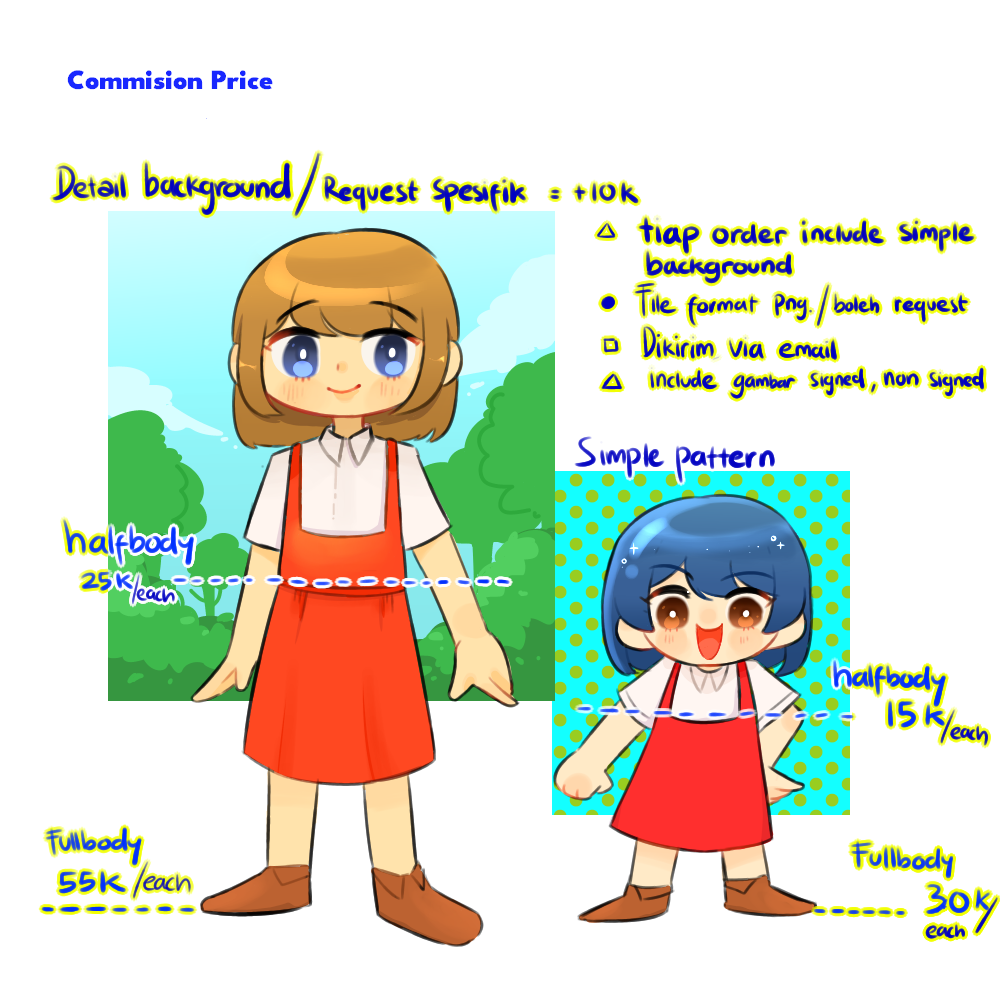 Commision Price
Detail background/Request spesifik = +10k
△ tiap order include simple
background
● File format png./boleh request
□ Dikirim via email
△ include gambar signed, non signed
Simple pattern
halfbody
25K/each
halfbody
15K/each
Fullbody
55K/each
Fullbody
30K/
each